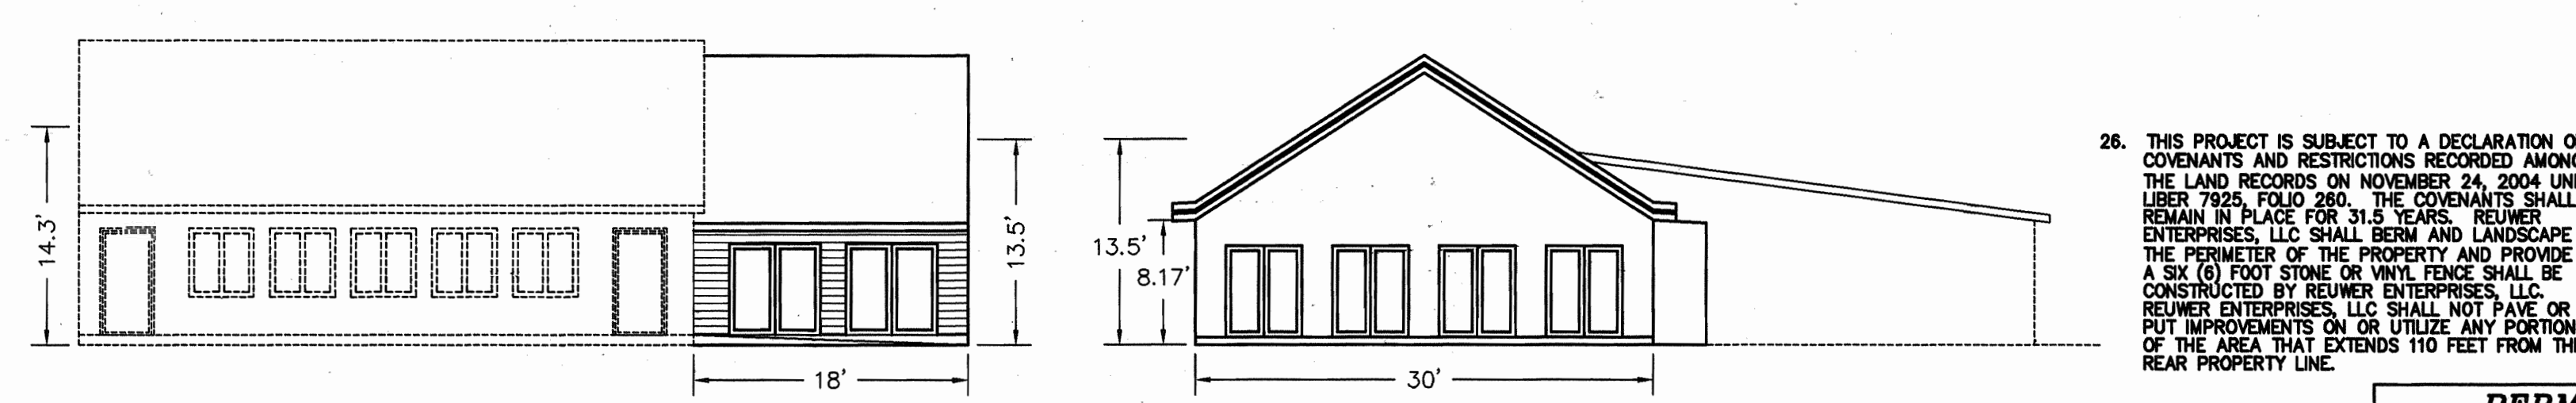 14.3'
13.5'
18'
13.5'
8.17'
30'
26. THIS PROJECT IS SUBJECT TO A DECLARATION
COVENANTS AND RESTRICTIONS RECORDED
THE LAND RECORDS ON NOVEMBER 24, 2004
LIBER 7925, FOLIO 260. THE COVENANTS SHALL
REMAIN IN PLACE FOR 31.5 YEARS. REUWER
ENTERPRISES, LLC SHALL BERM AND LANDSCAPE
THE PERIMETER OF THE PROPERTY AND PROVIDE
A SIX (6) FOOT STONE OR VINYL FENCE SHALL BE
CONSTRUCTED BY REUWER ENTERPRISES, LLC.
REUWER ENTERPRISES, LLC SHALL NOT PAVE OR
PUT IMPROVEMENTS ON OR UTILIZE ANY PORTION
OF THE AREA THAT EXTENDS 110 FEET FROM
REAR PROPERTY LINE.